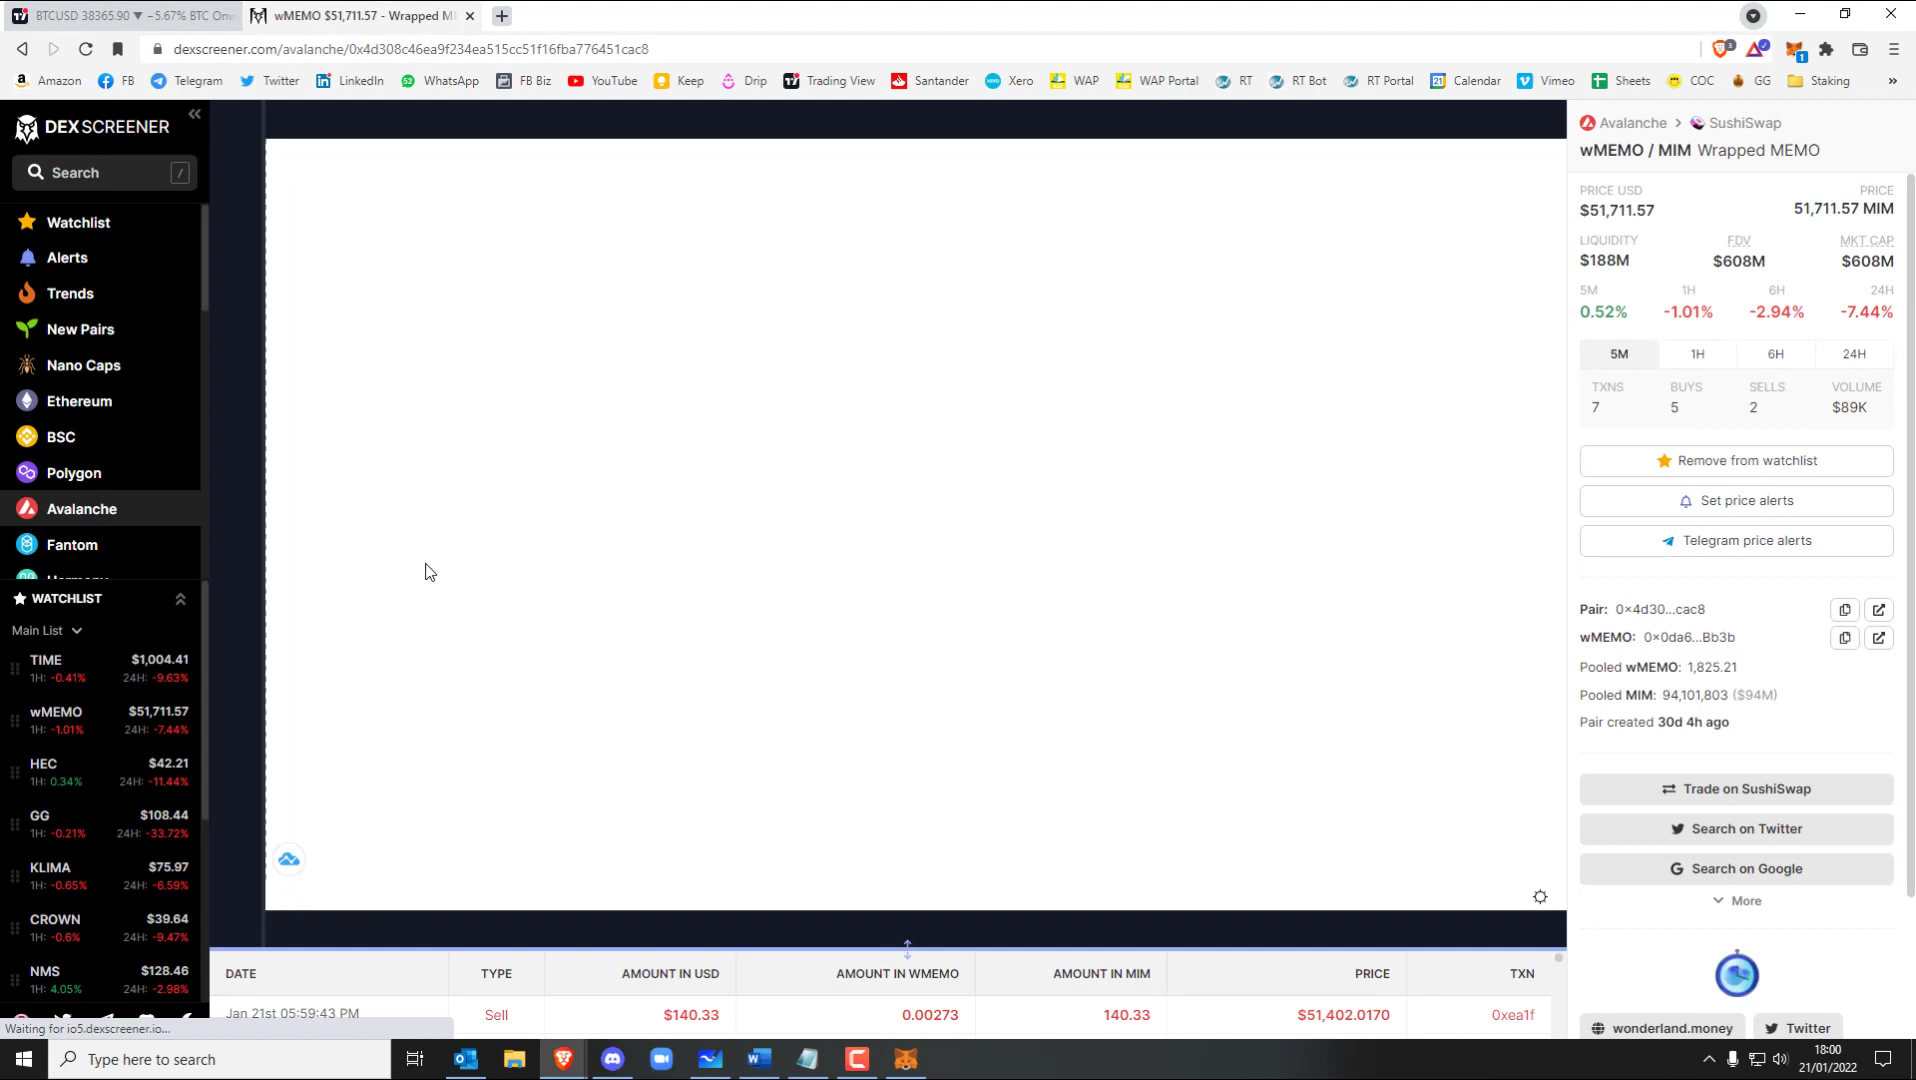 BTCUSD 38365.90 ▼ −5.67% BTC Onv
wMEMO $51,711.57 - Wrapped M
dexscreener.com/avalanche/0x4d308c46ea9f234ea515cc51f16fba776451cac8
Amazon FB Telegram Twitter LinkedIn WhatsApp FB Biz YouTube Keep Drip Trading View Santander Xero WAP WAP Portal RT RT Bot RT Portal Calendar Vimeo Sheets COC GG Staking
DEX SCREENER
Search /
Watchlist
Alerts
Trends
New Pairs
Nano Caps
Ethereum
BSC
Polygon
Avalanche
Fantom
WATCHLIST
Main List
TIME $1,004.41
1H: -0.41% 24H: -9.63%
wMEMO $51,711.57
1H: -1.01% 24H: -7.44%
HEC $42.21
1H: 0.34% 24H: -11.44%
GG $108.44
1H: -0.21% 24H: -33.72%
KLIMA $75.97
1H: -0.65% 24H: -6.59%
CROWN $39.64
1H: -0.6% 24H: -9.47%
NMS $128.46
1H: 4.05% 24H: -2.98%
Waiting for io5.dexscreener.io...
DATE TYPE AMOUNT IN USD AMOUNT IN WMEMO AMOUNT IN MIM PRICE TXN
Jan 21st 05:59:43 PM Sell $140.33 0.00273 140.33 $51,402.0170 0xea1f
Avalanche > SushiSwap
wMEMO / MIM Wrapped MEMO
PRICE USD PRICE
$51,711.57 51,711.57 MIM
LIQUIDITY FDV MKT CAP
$188M $608M $608M
5M 1H 6H 24H
0.52% -1.01% -2.94% -7.44%
5M 1H 6H 24H
TXNS BUYS SELLS VOLUME
7 5 2 $89K
Remove from watchlist
Set price alerts
Telegram price alerts
Pair: 0×4d30...cac8
wMEMO: 0×0da6...Bb3b
Pooled wMEMO: 1,825.21
Pooled MIM: 94,101,803 ($94M)
Pair created 30d 4h ago
Trade on SushiSwap
Search on Twitter
Search on Google
More
wonderland.money Twitter
Type here to search
18:00
21/01/2022